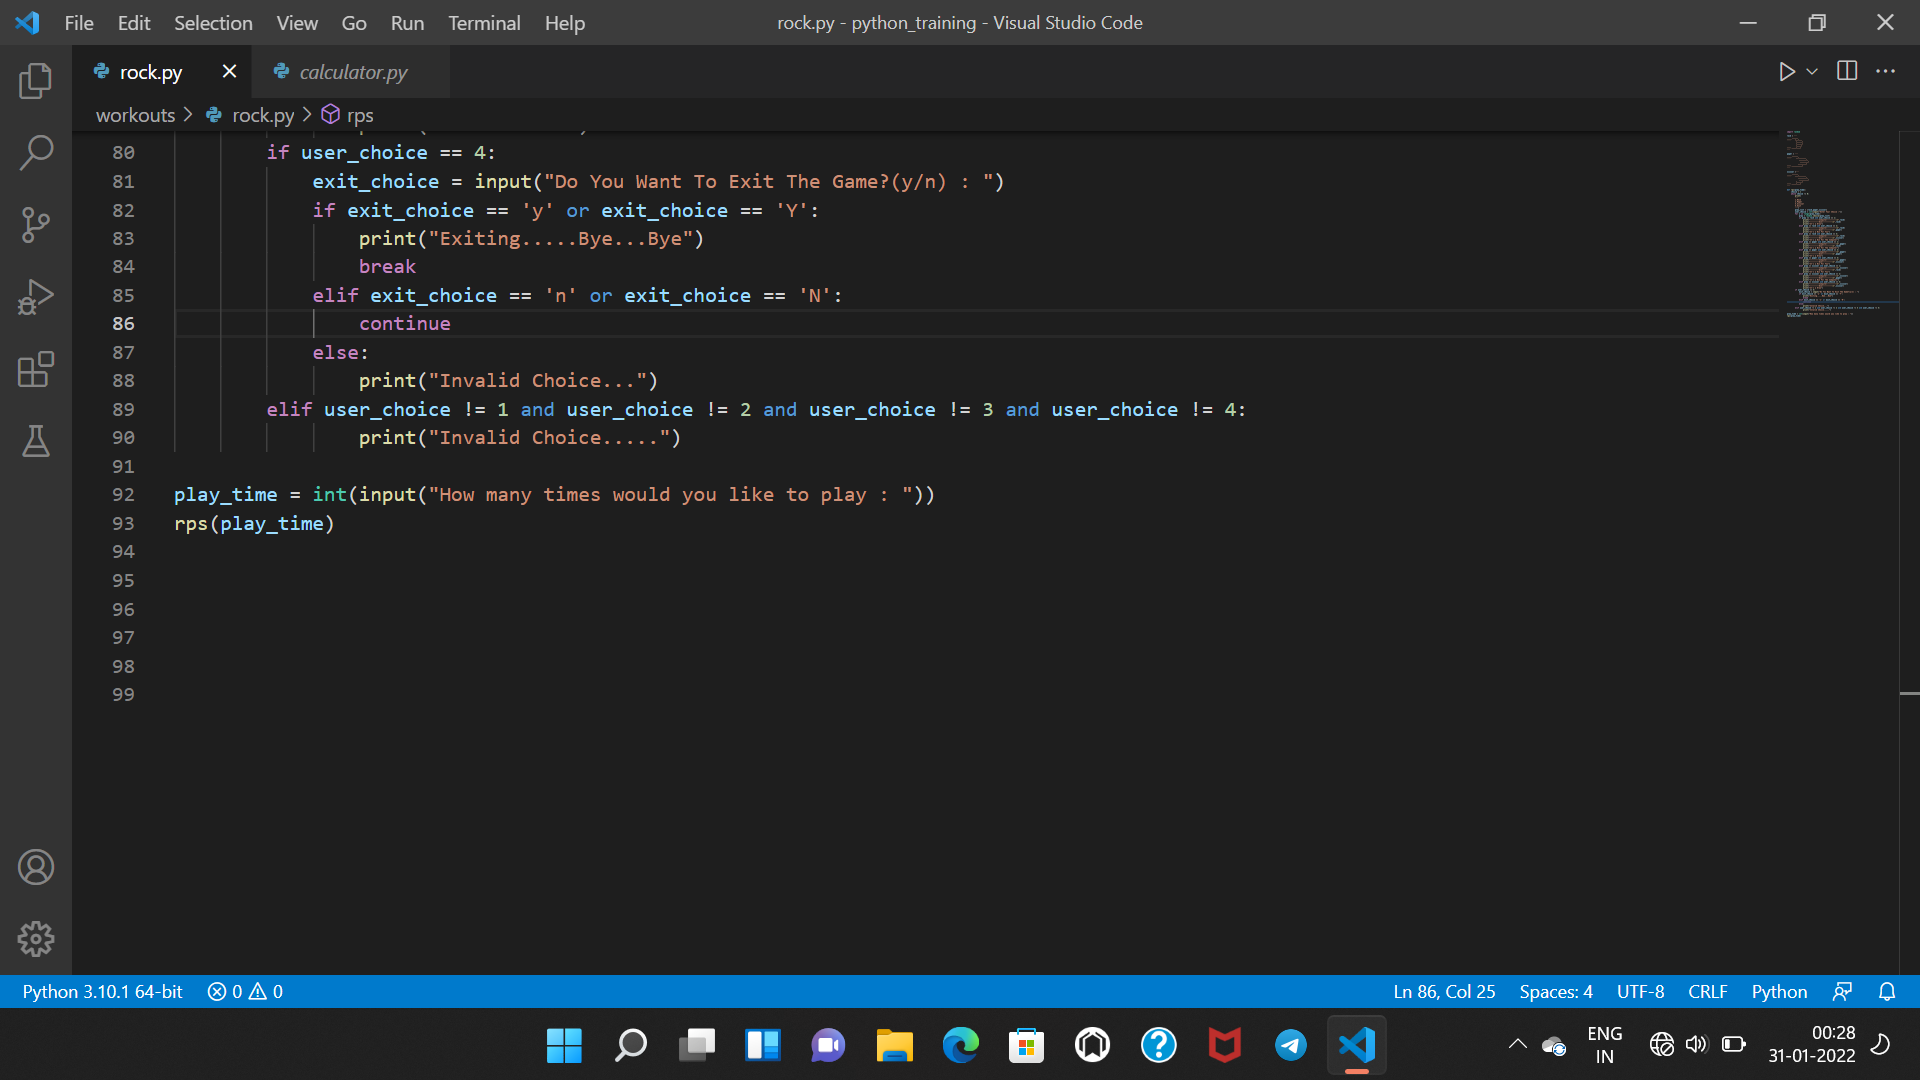 File Edit Selection View Go Run Terminal Help rock.py - python_training - Visual Studio Code
rock.py calculator.py
workouts rock.py rps
80 if user_choice == 4:
81 exit_choice = input("Do You Want To Exit The Game?(y/n) : ")
82 if exit_choice == 'y' or exit_choice == 'Y':
83 print("Exiting.....Bye...Bye")
84 break
85 elif exit_choice == 'n' or exit_choice == 'N':
86 continue
87 else:
88 print("Invalid Choice...")
89 elif user_choice != 1 and user_choice != 2 and user_choice != 3 and user_choice != 4:
90 print("Invalid Choice.....")
91
92 play_time = int(input("How many times would you like to play : "))
93 rps(play_time)
94
95
96
97
98
99
Python 3.10.1 64-bit 0 0 Ln 86, Col 25 Spaces: 4 UTF-8 CRLF Python
ENG 00:28
IN 31-01-2022